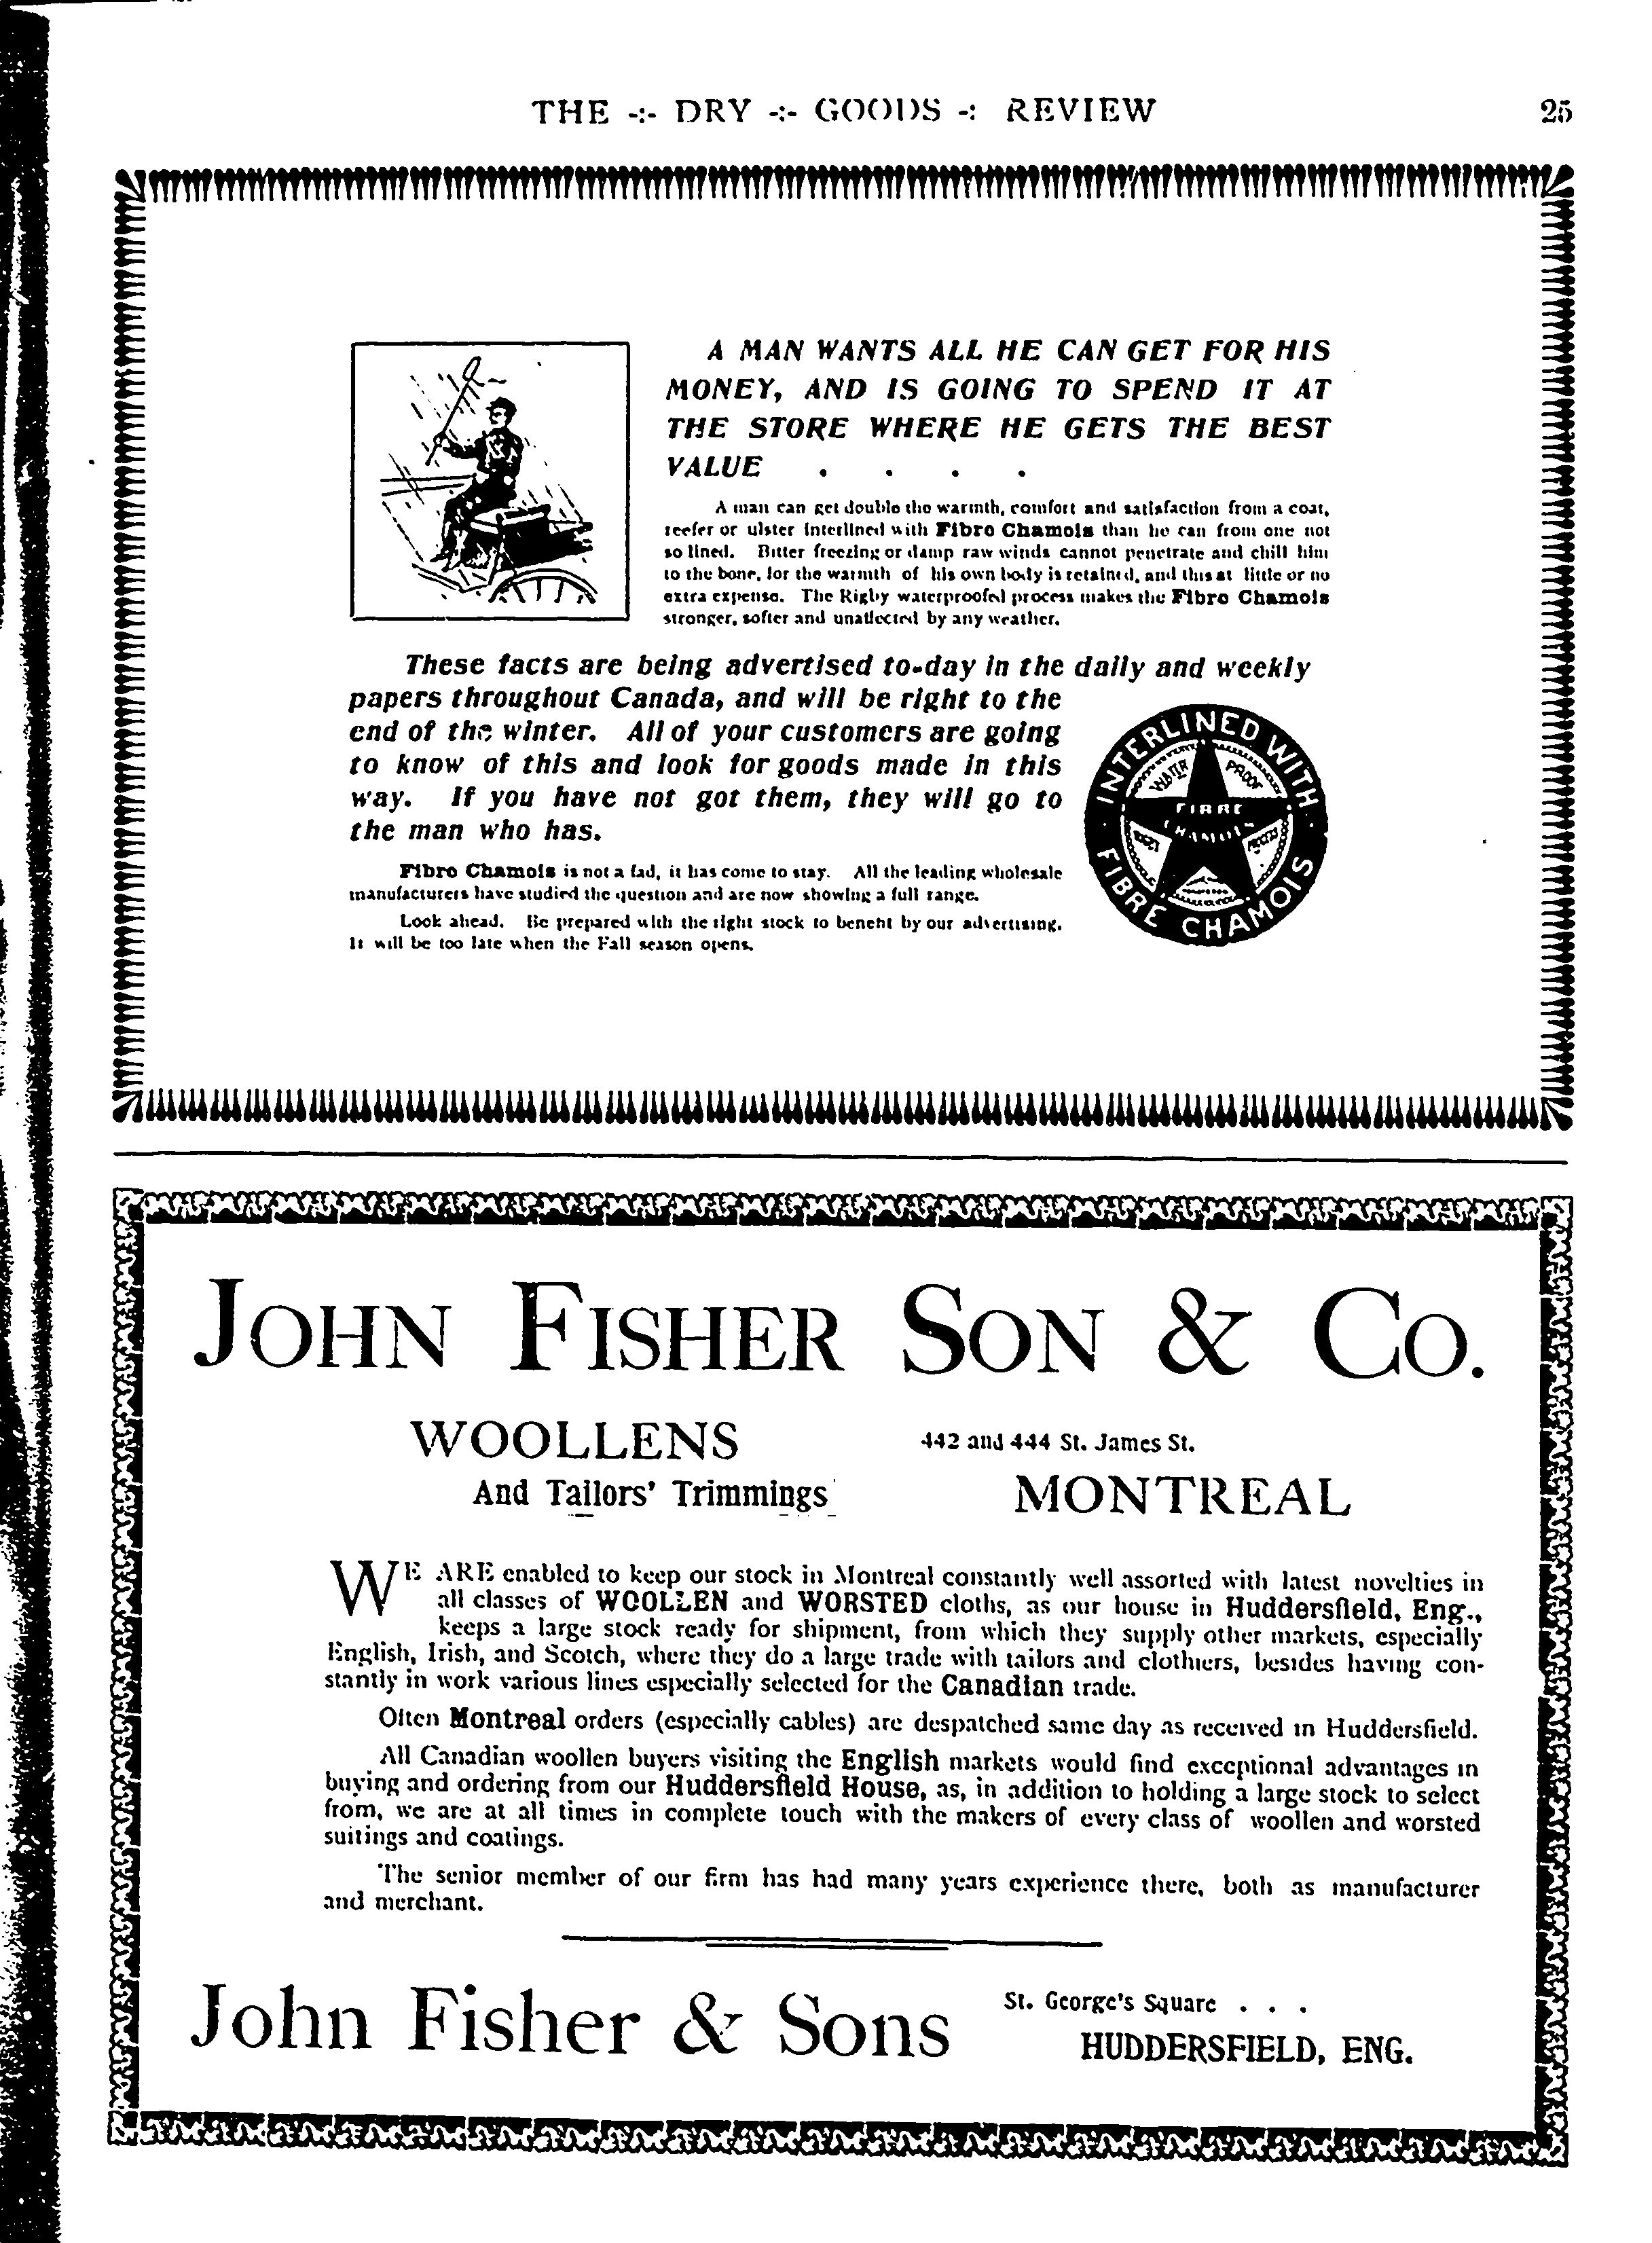 THE -:- DRY -:- GOODS -: REVIEW 25
A MAN WANTS ALL HE CAN GET FOR HIS
MONEY, AND IS GOING TO SPEND IT AT
THE STORE WHERE HE GETS THE BEST
VALUE . . . .
A man can get double the warmth, comfort and satisfaction from a coat,
reefer or ulster interlined with Fibre Chamois than he can from one not
so lined. Bitter freezing or damp raw winds cannot penetrate and chill him
to the bone, for the warmth of his own body is retained, and this at little or no
extra expense. The Rigby waterproofed process makes the Fibre Chamois
stronger, softer and unaffected by any weather.
These facts are being advertised to-day in the daily and weekly
papers throughout Canada, and will be right to the
end of the winter. All of your customers are going
to know of this and look for goods made in this
way. If you have not got them, they will go to
the man who has.
INTERLINED WITH
WATER PROOF
FIBRE
CHAMOIS
FIBRE CHAMOIS
Fibre Chamois is not a fad, it has come to stay. All the leading wholesale
manufacturers have studied the question and are now showing a full range.
Look ahead. Be prepared with the right stock to benefit by our advertising.
It will be too late when the Fall season opens.
JOHN FISHER SON & CO.
WOOLLENS
And Tailors' Trimmings
442 and 444 St. James St.
MONTREAL
WE ARE enabled to keep our stock in Montreal constantly well assorted with latest novelties in
all classes of WOOLLEN and WORSTED cloths, as our house in Huddersfield, Eng.,
keeps a large stock ready for shipment, from which they supply other markets, especially
English, Irish, and Scotch, where they do a large trade with tailors and clothiers, besides having con-
stantly in work various lines especially selected for the Canadian trade.
Often Montreal orders (especially cables) are despatched same day as received in Huddersfield.
All Canadian woollen buyers visiting the English markets would find exceptional advantages in
buying and ordering from our Huddersfield House, as, in addition to holding a large stock to select
from, we are at all times in complete touch with the makers of every class of woollen and worsted
suitings and coatings.
The senior member of our firm has had many years experience there, both as manufacturer
and merchant.
John Fisher & Sons
St. George's Square . . .
HUDDERSFIELD, ENG.